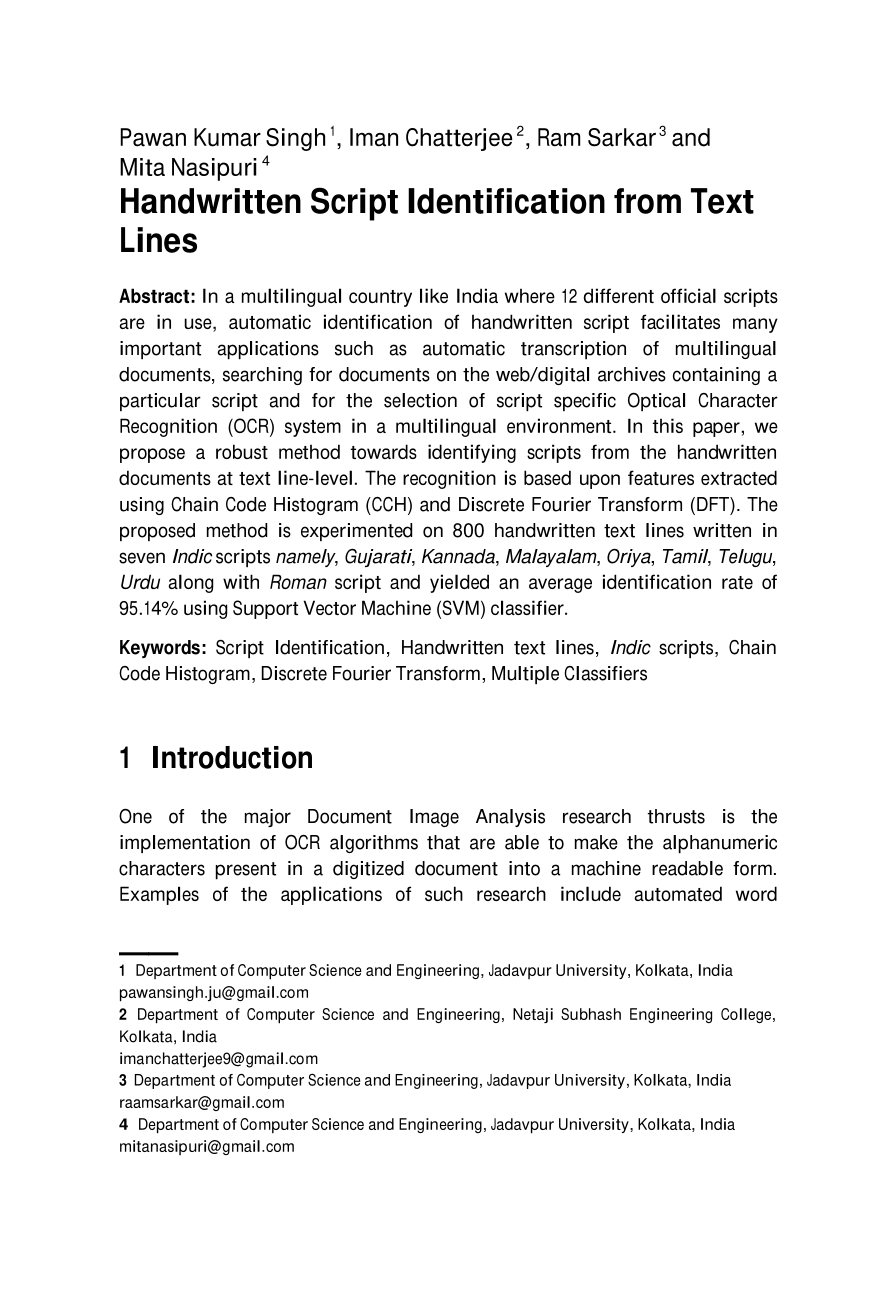 Pawan Kumar Singh 1, Iman Chatterjee 2, Ram Sarkar 3 and
Mita Nasipuri 4
Handwritten Script Identification from Text
Lines
Abstract: In a multilingual country like India where 12 different official scripts
are in use, automatic identification of handwritten script facilitates many
important applications such as automatic transcription of multilingual
documents, searching for documents on the web/digital archives containing a
particular script and for the selection of script specific Optical Character
Recognition (OCR) system in a multilingual environment. In this paper, we
propose a robust method towards identifying scripts from the handwritten
documents at text line-level. The recognition is based upon features extracted
using Chain Code Histogram (CCH) and Discrete Fourier Transform (DFT). The
proposed method is experimented on 800 handwritten text lines written in
seven Indic scripts namely, Gujarati, Kannada, Malayalam, Oriya, Tamil, Telugu,
Urdu along with Roman script and yielded an average identification rate of
95.14% using Support Vector Machine (SVM) classifier.
Keywords: Script Identification, Handwritten text lines, Indic scripts, Chain
Code Histogram, Discrete Fourier Transform, Multiple Classifiers
1 Introduction
One of the major Document Image Analysis research thrusts is the
implementation of OCR algorithms that are able to make the alphanumeric
characters present in a digitized document into a machine readable form.
Examples of the applications of such research include automated word
1 Department of Computer Science and Engineering, Jadavpur University, Kolkata, India
pawansingh.ju@gmail.com
2 Department of Computer Science and Engineering, Netaji Subhash Engineering College,
Kolkata, India
imanchatterjee9@gmail.com
3 Department of Computer Science and Engineering, Jadavpur University, Kolkata, India
raamsarkar@gmail.com
4 Department of Computer Science and Engineering, Jadavpur University, Kolkata, India
mitanasipuri@gmail.com